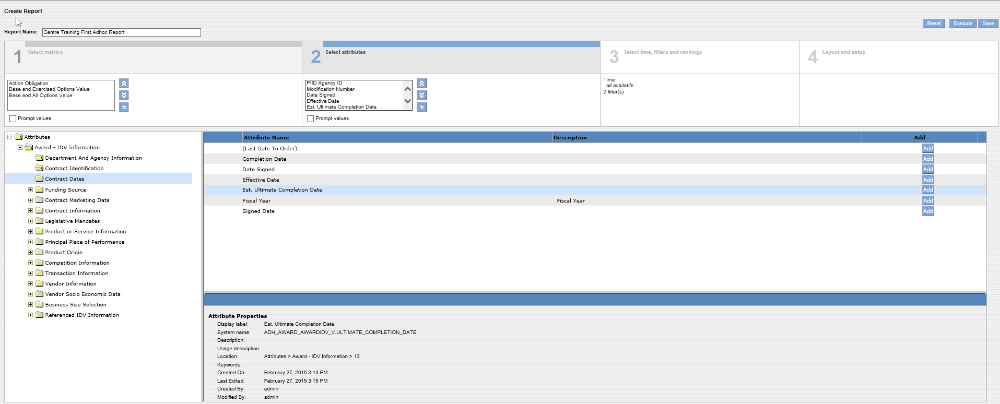 Create Report
Reset Execute Save
Report Name: Centre Training First Adhoc Report
1 Select metrics
2 Select attributes
3 Select time, filters and rankings
4 Layout and setup
Action Obligation
Base and Exercised Options Value
Base and All Options Value
Prompt values
PIID Agency ID
Modification Number
Date Signed
Effective Date
Est. Ultimate Completion Date
Prompt values
Time
all available
2 filter(s)
Attributes
Award - IDV Information
Department And Agency Information
Contract Identification
Contract Dates
Funding Source
Contract Marketing Data
Contract Information
Legislative Mandates
Product or Service Information
Principal Place of Performance
Product Origin
Competition Information
Transaction Information
Vendor Information
Vendor Socio Economic Data
Business Size Selection
Referenced IDV Information
Attribute Name Description Add
(Last Date To Order) Add
Completion Date Add
Date Signed Add
Effective Date Add
Est. Ultimate Completion Date Add
Fiscal Year Fiscal Year Add
Signed Date Add
Attribute Properties
Display label: Est. Ultimate Completion Date
System name: ADH_AWARD_AWARDIDV_V.ULTIMATE_COMPLETION_DATE
Description:
Usage description:
Location: Attributes > Award - IDV Information > 13
Keywords:
Created On: February 27, 2015 3:13 PM
Last Edited: February 27, 2015 3:15 PM
Created By: admin
Modified By: admin